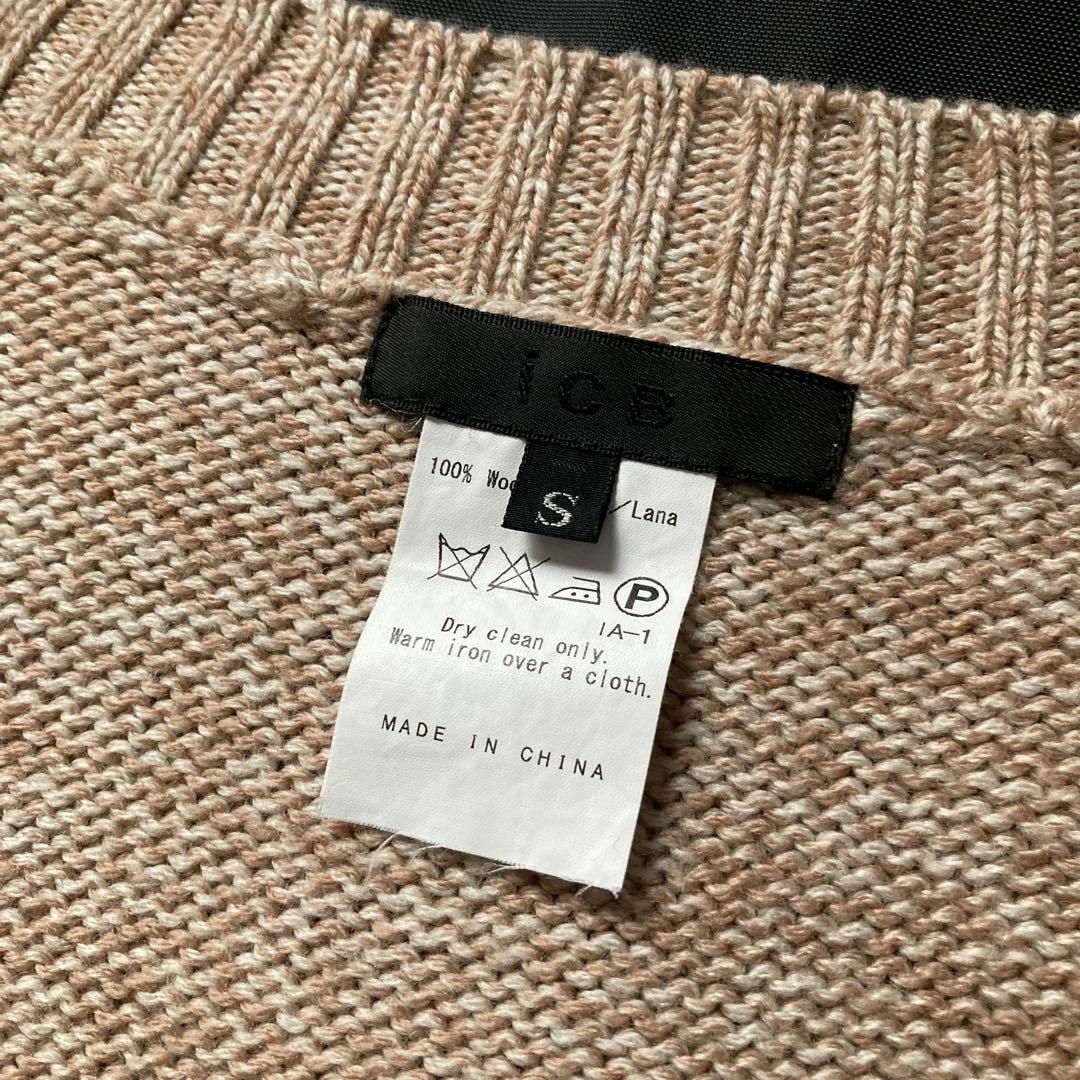 iCB
S
100% Woo /Lana
P
IA-1
Dry clean only.
Warm iron over a cloth.
MADE IN CHINA